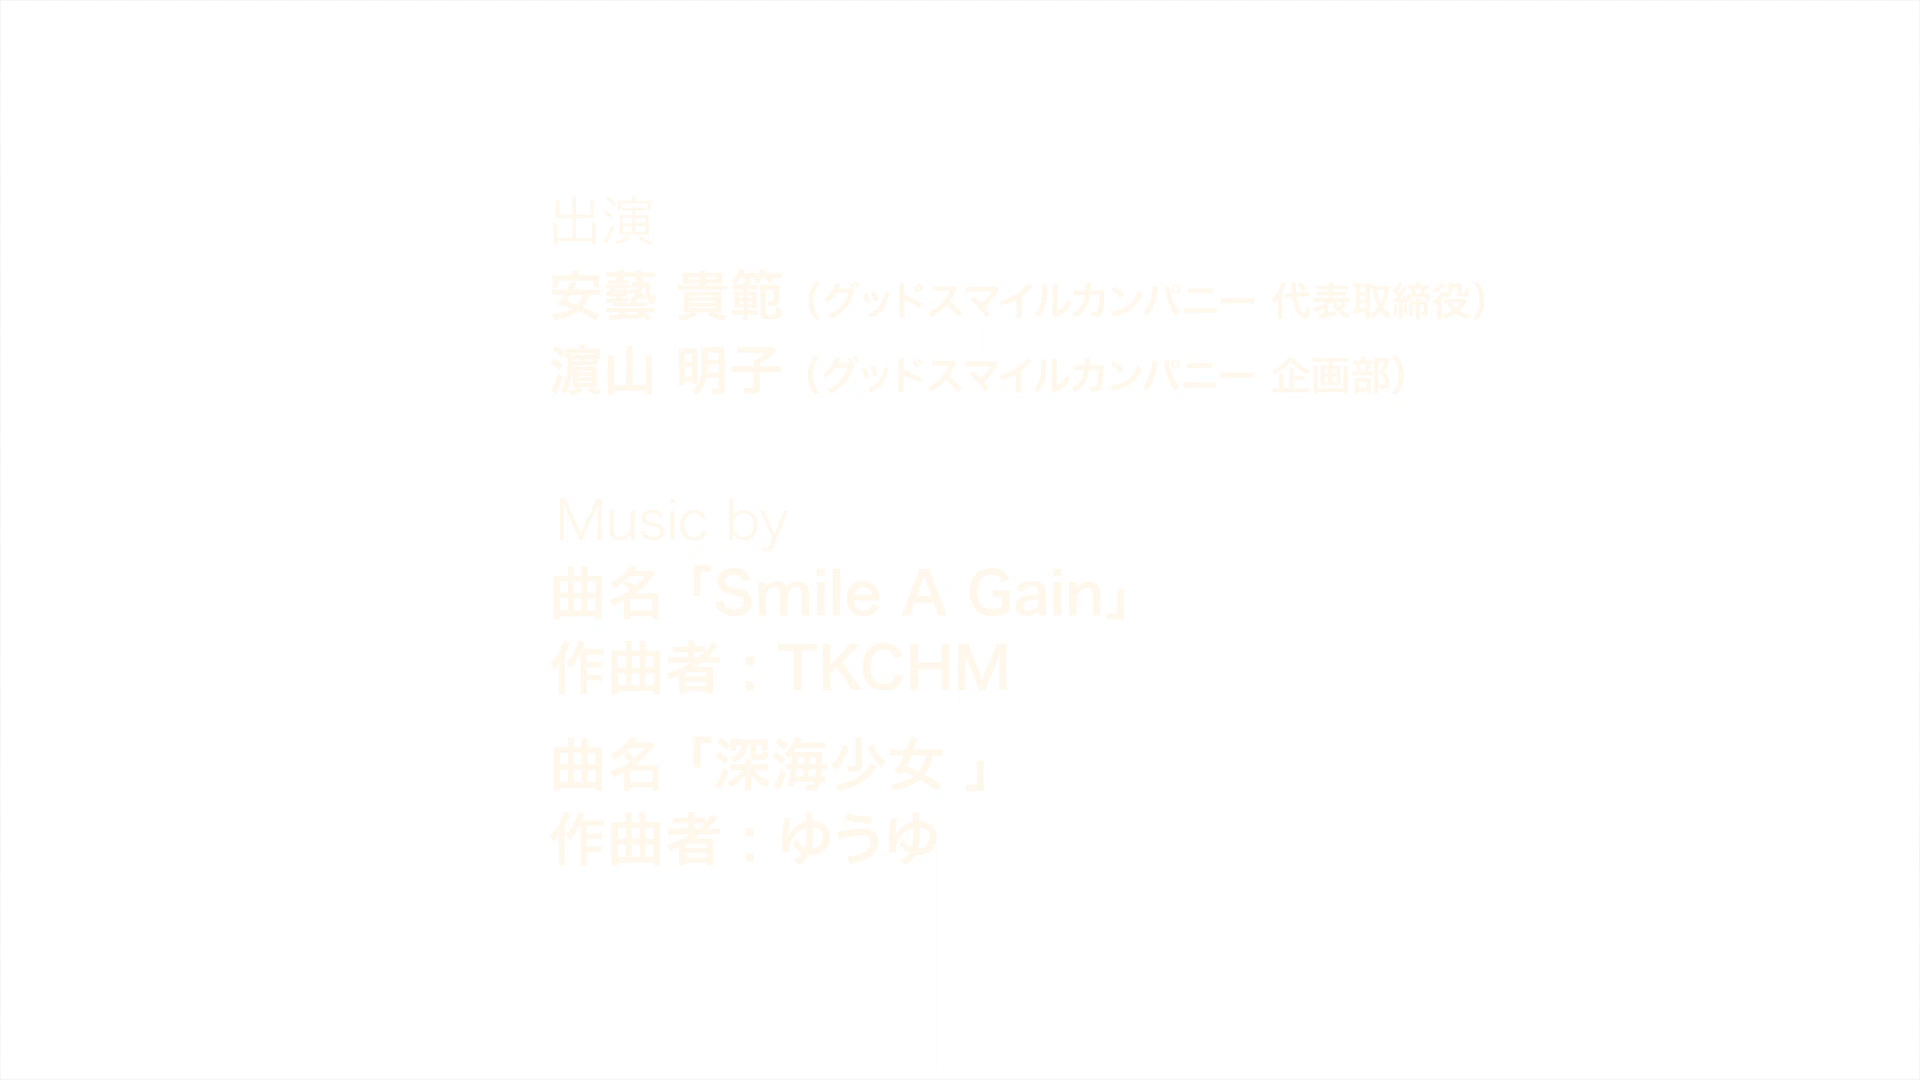 出演
安藝 貴範（グッドスマイルカンパニー 代表取締役）
濵山 明子（グッドスマイルカンパニー 企画部）
Music by
曲名「Smile A Gain」
作曲者：TKCHM
曲名「深海少女 」
作曲者：ゆうゆ